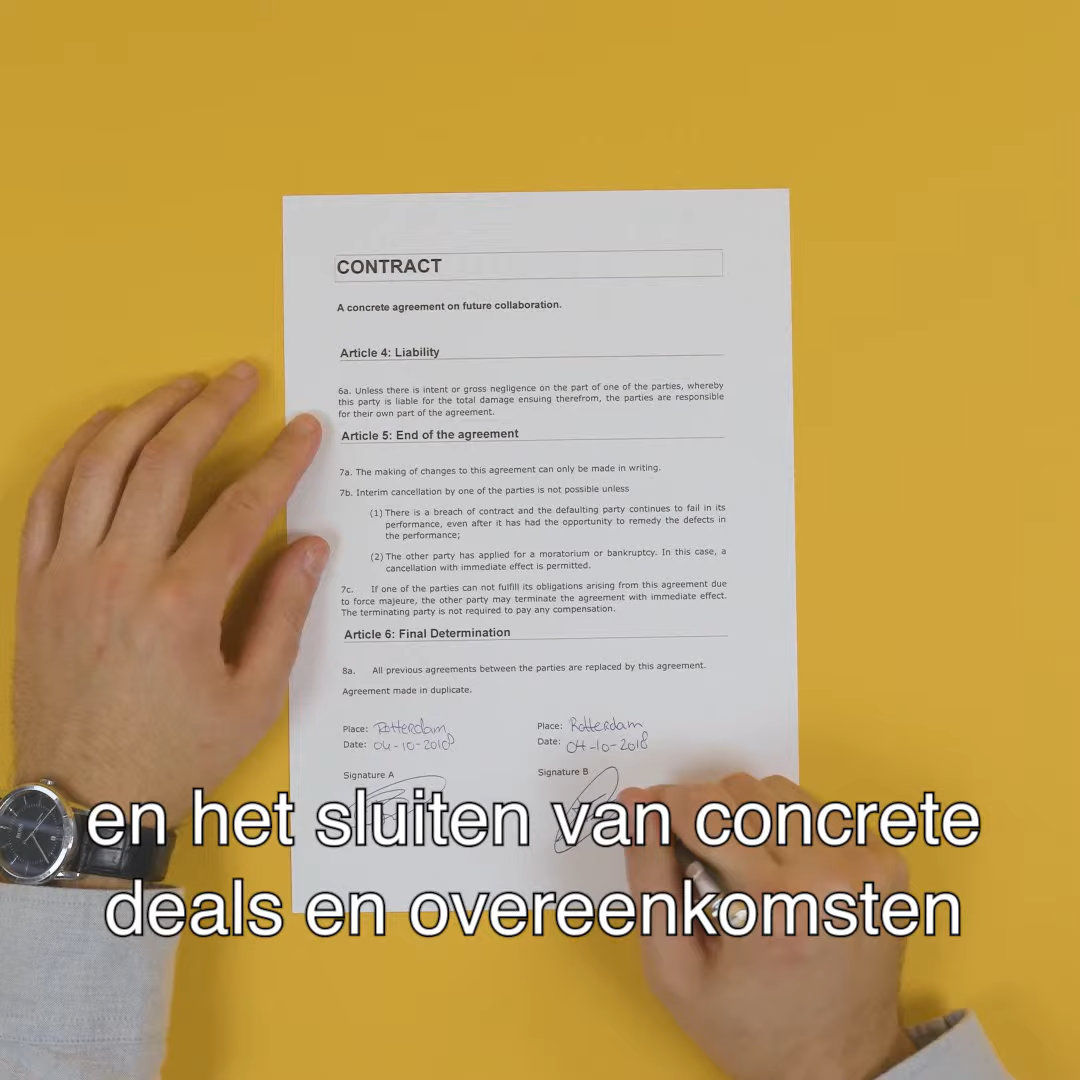 CONTRACT
A concrete agreement on future collaboration.
Article 4: Liability
6a. Unless there is intent or gross negligence on the part of one of the parties, whereby
this party is liable for the total damage ensuing therefrom, the parties are responsible
for their own part of the agreement.
Article 5: End of the agreement
7a. The making of changes to this agreement can only be made in writing.
7b. Interim cancellation by one of the parties is not possible unless
(1) There is a breach of contract and the defaulting party continues to fail in its
performance, even after it has had the opportunity to remedy the defects in
the performance;
(2) The other party has applied for a moratorium or bankruptcy. In this case, a
cancellation with immediate effect is permitted.
7c. If one of the parties can not fulfill its obligations arising from this agreement due
to force majeure, the other party may terminate the agreement with immediate effect.
The terminating party is not required to pay any compensation.
Article 6: Final Determination
8a. All previous agreements between the parties are replaced by this agreement.
Agreement made in duplicate.
Place: Rotterdam Place: Rotterdam
Date: 04-10-2018 Date: 04-10-2018
Signature A Signature B
en het sluiten van concrete
deals en overeenkomsten